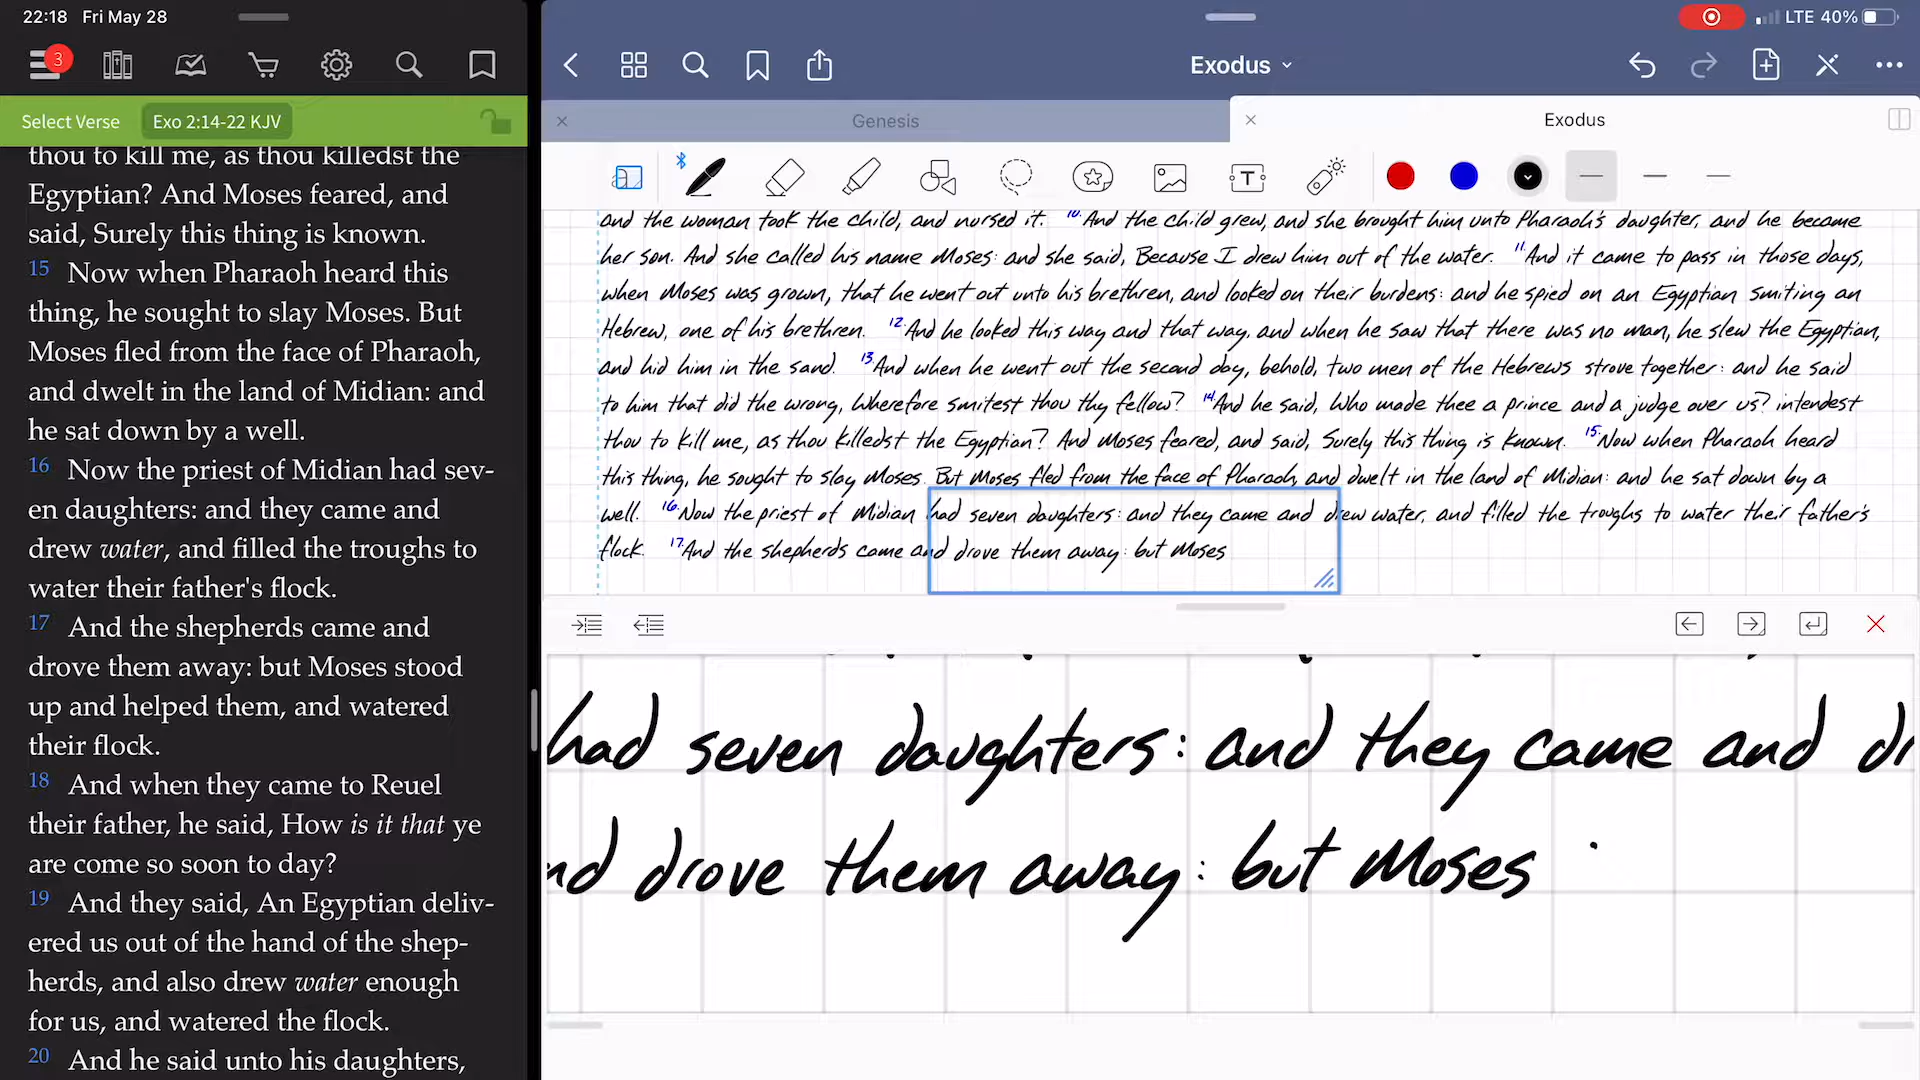 22:18 Fri May 28
3
Select Verse Exo 2:14-22 KJV
thou to kill me, as thou killedst the
Egyptian? And Moses feared, and
said, Surely this thing is known.
15 Now when Pharaoh heard this
thing, he sought to slay Moses. But
Moses fled from the face of Pharaoh,
and dwelt in the land of Midian: and
he sat down by a well.
16 Now the priest of Midian had sev-
en daughters: and they came and
drew water, and filled the troughs to
water their father's flock.
17 And the shepherds came and
drove them away: but Moses stood
up and helped them, and watered
their flock.
18 And when they came to Reuel
their father, he said, How is it that ye
are come so soon to day?
19 And they said, An Egyptian deliv-
ered us out of the hand of the shep-
herds, and also drew water enough
for us, and watered the flock.
20 And he said unto his daughters,
LTE 40%
Exodus
Genesis
Exodus
T
and the woman took the child, and nursed it. 10. And the child grew, and she brought him unto Pharaoh's daughter, and he became
her son. And she called his name Moses: and she said, Because I drew him out of the water. 11. And it came to pass in those days,
when Moses was grown, that he went out unto his brethren, and looked on their burdens: and he spied on an Egyptian smiting an
Hebrew, one of his brethren. 12. And he looked this way and that way, and when he saw that there was no man, he slew the Egyptian,
and hid him in the sand. 13. And when he went out the second day, behold, two men of the Hebrews strove together: and he said
to him that did the wrong, Wherefore smitest thou thy fellow? 14. And he said, Who made thee a prince and a judge over us? intendest
thou to kill me, as thou killedst the Egyptian? And Moses feared, and said, Surely this thing is known. 15. Now when Pharaoh heard
this thing, he sought to slay Moses. But Moses fled from the face of Pharaoh, and dwelt in the land of Midian: and he sat down by a
well. 16. Now the priest of Midian had seven daughters: and they came and drew water, and filled the troughs to water their father's
flock. 17. And the shepherds came and drove them away: but Moses
had seven daughters: and they came and dr
nd drove them away: but Moses